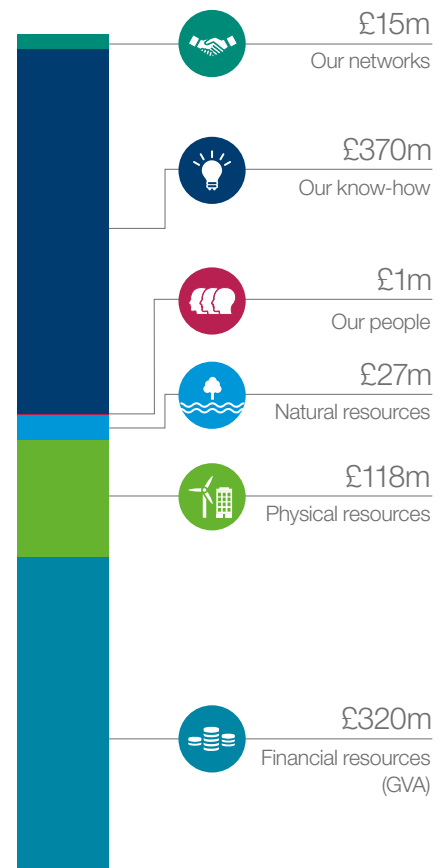 £15m
Our networks
£370m
Our know-how
£1m
Our people
£27m
Natural resources
£118m
Physical resources
£320m
Financial resources
(GVA)